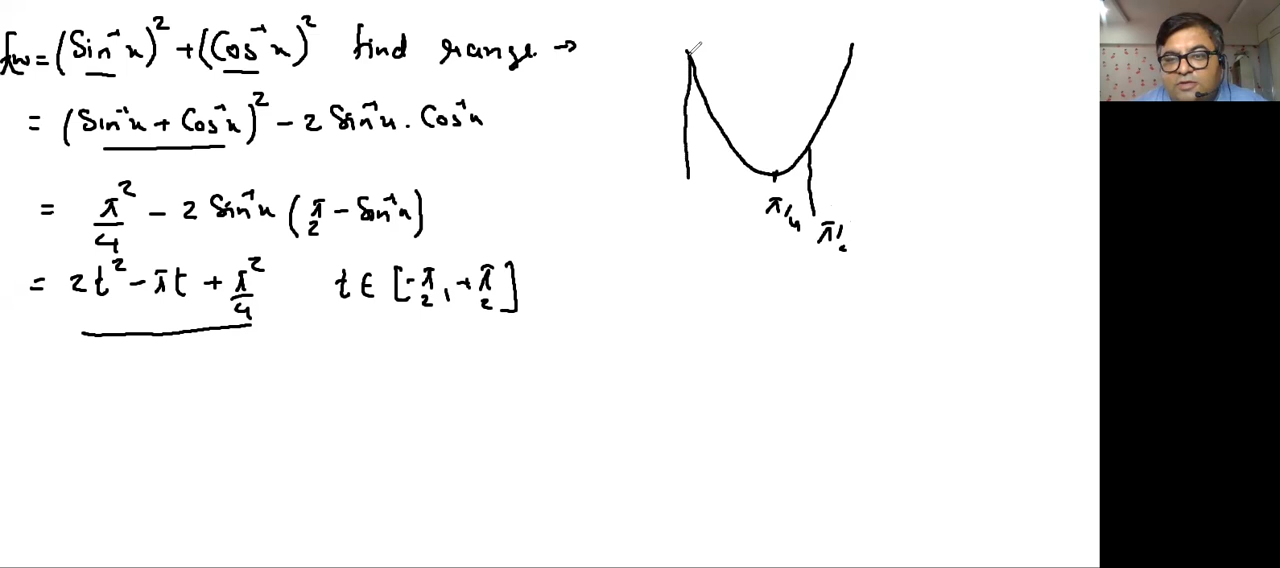 f(x) = (Sin⁻¹x)² + (Cos⁻¹x)² find range →
= (Sin⁻¹x + Cos⁻¹x)² - 2 Sin⁻¹x . Cos⁻¹x
= π²/4 - 2 Sin⁻¹x (π/2 - Sin⁻¹x)
= 2t² - πt + π²/4 t ∈ [-π/2, +π/2]
π/4
π/2